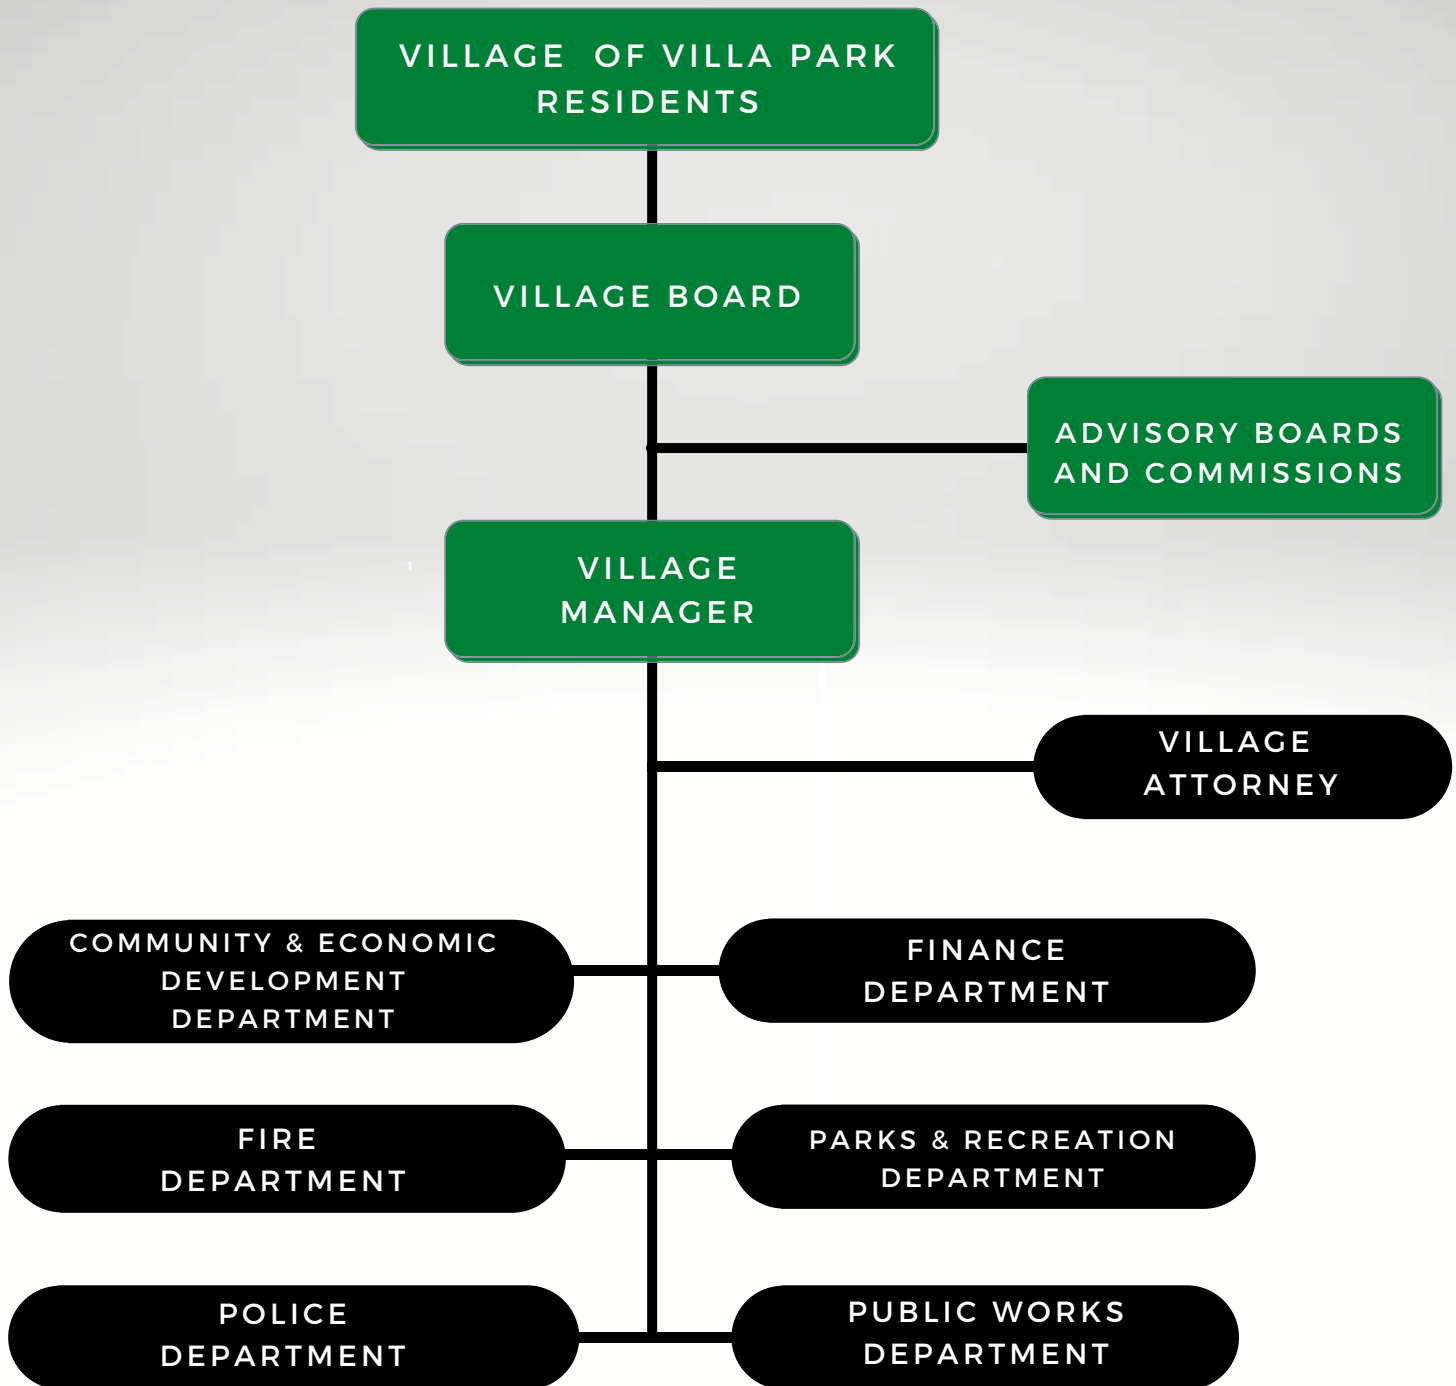 VILLAGE OF VILLA PARK
RESIDENTS
VILLAGE BOARD
ADVISORY BOARDS
AND COMMISSIONS
VILLAGE
MANAGER
1
VILLAGE
ATTORNEY
COMMUNITY & ECONOMIC
DEVELOPMENT
DEPARTMENT
FINANCE
DEPARTMENT
FIRE
DEPARTMENT
PARKS & RECREATION
DEPARTMENT
POLICE
DEPARTMENT
PUBLIC WORKS
DEPARTMENT